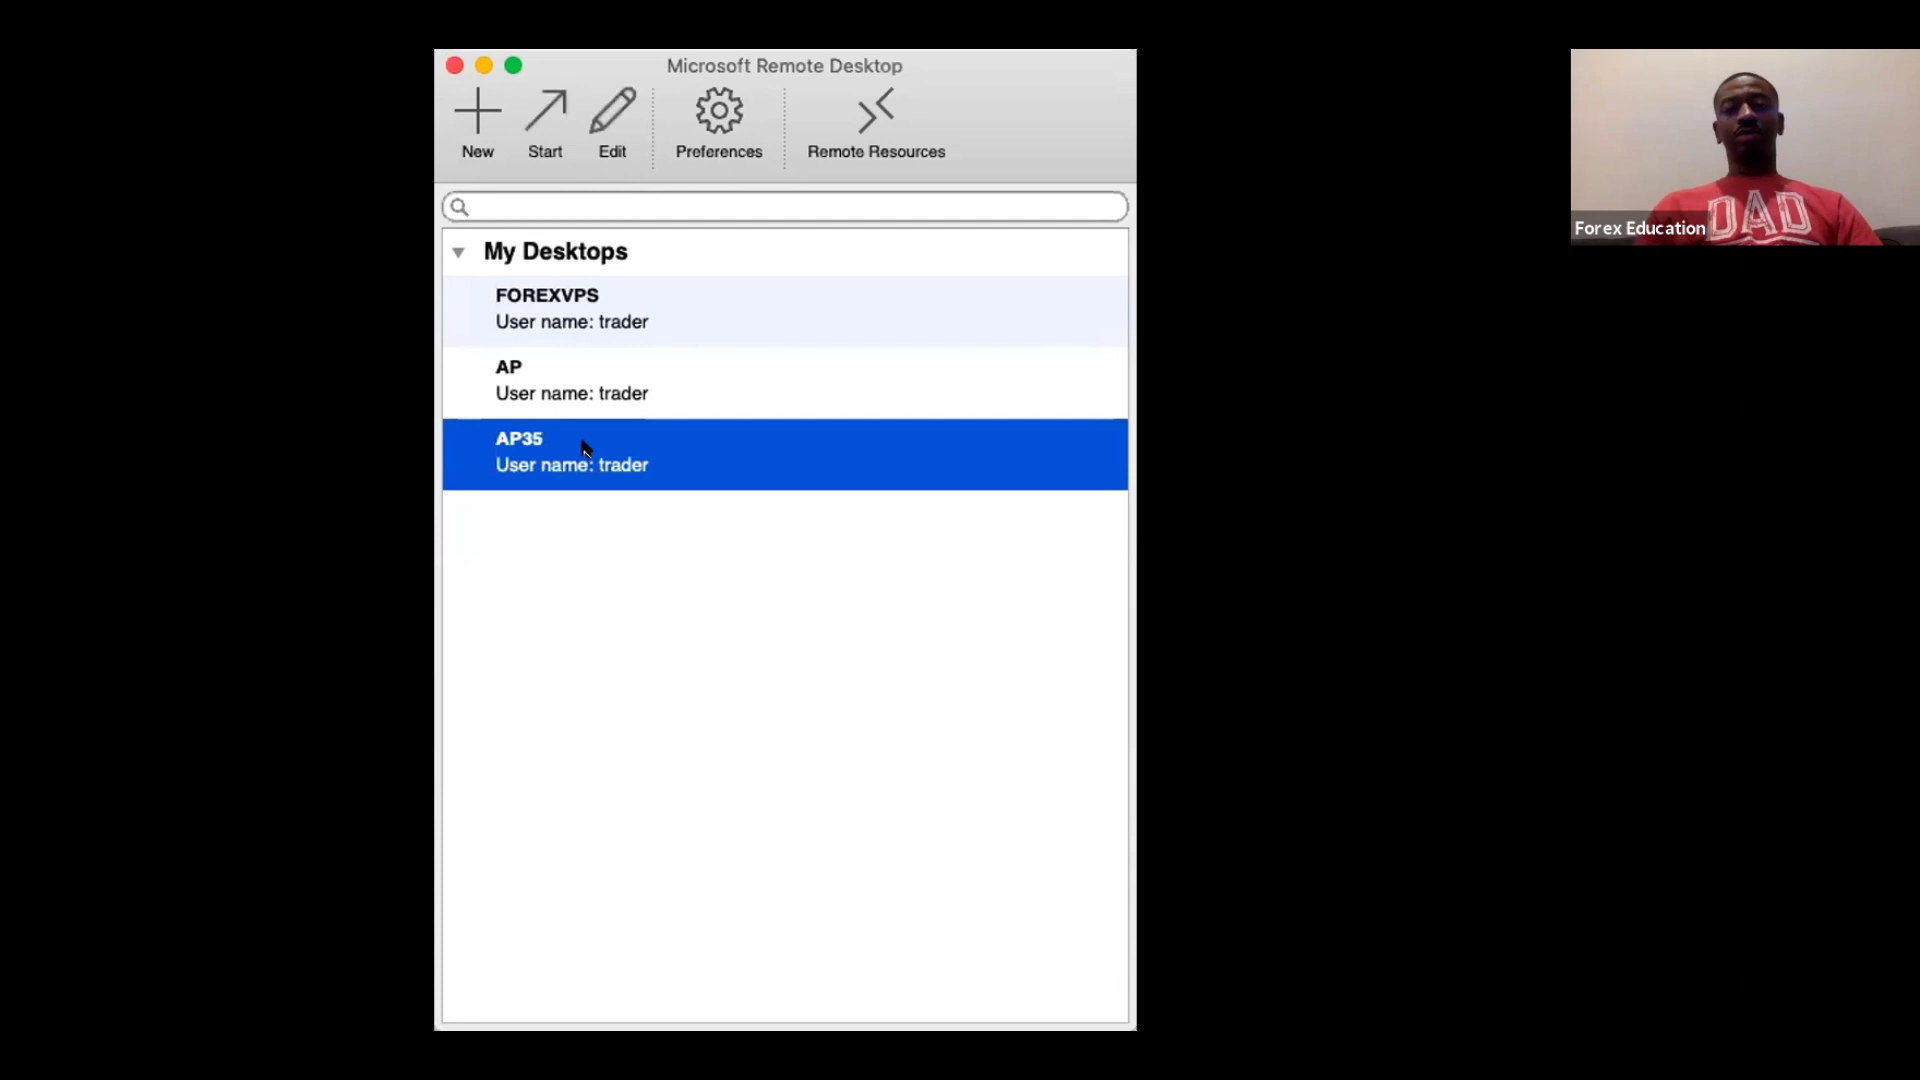 Microsoft Remote Desktop
New Start Edit Preferences Remote Resources
My Desktops
FOREXVPS
User name: trader
AP
User name: trader
AP35
User name: trader
DAD
Forex Education